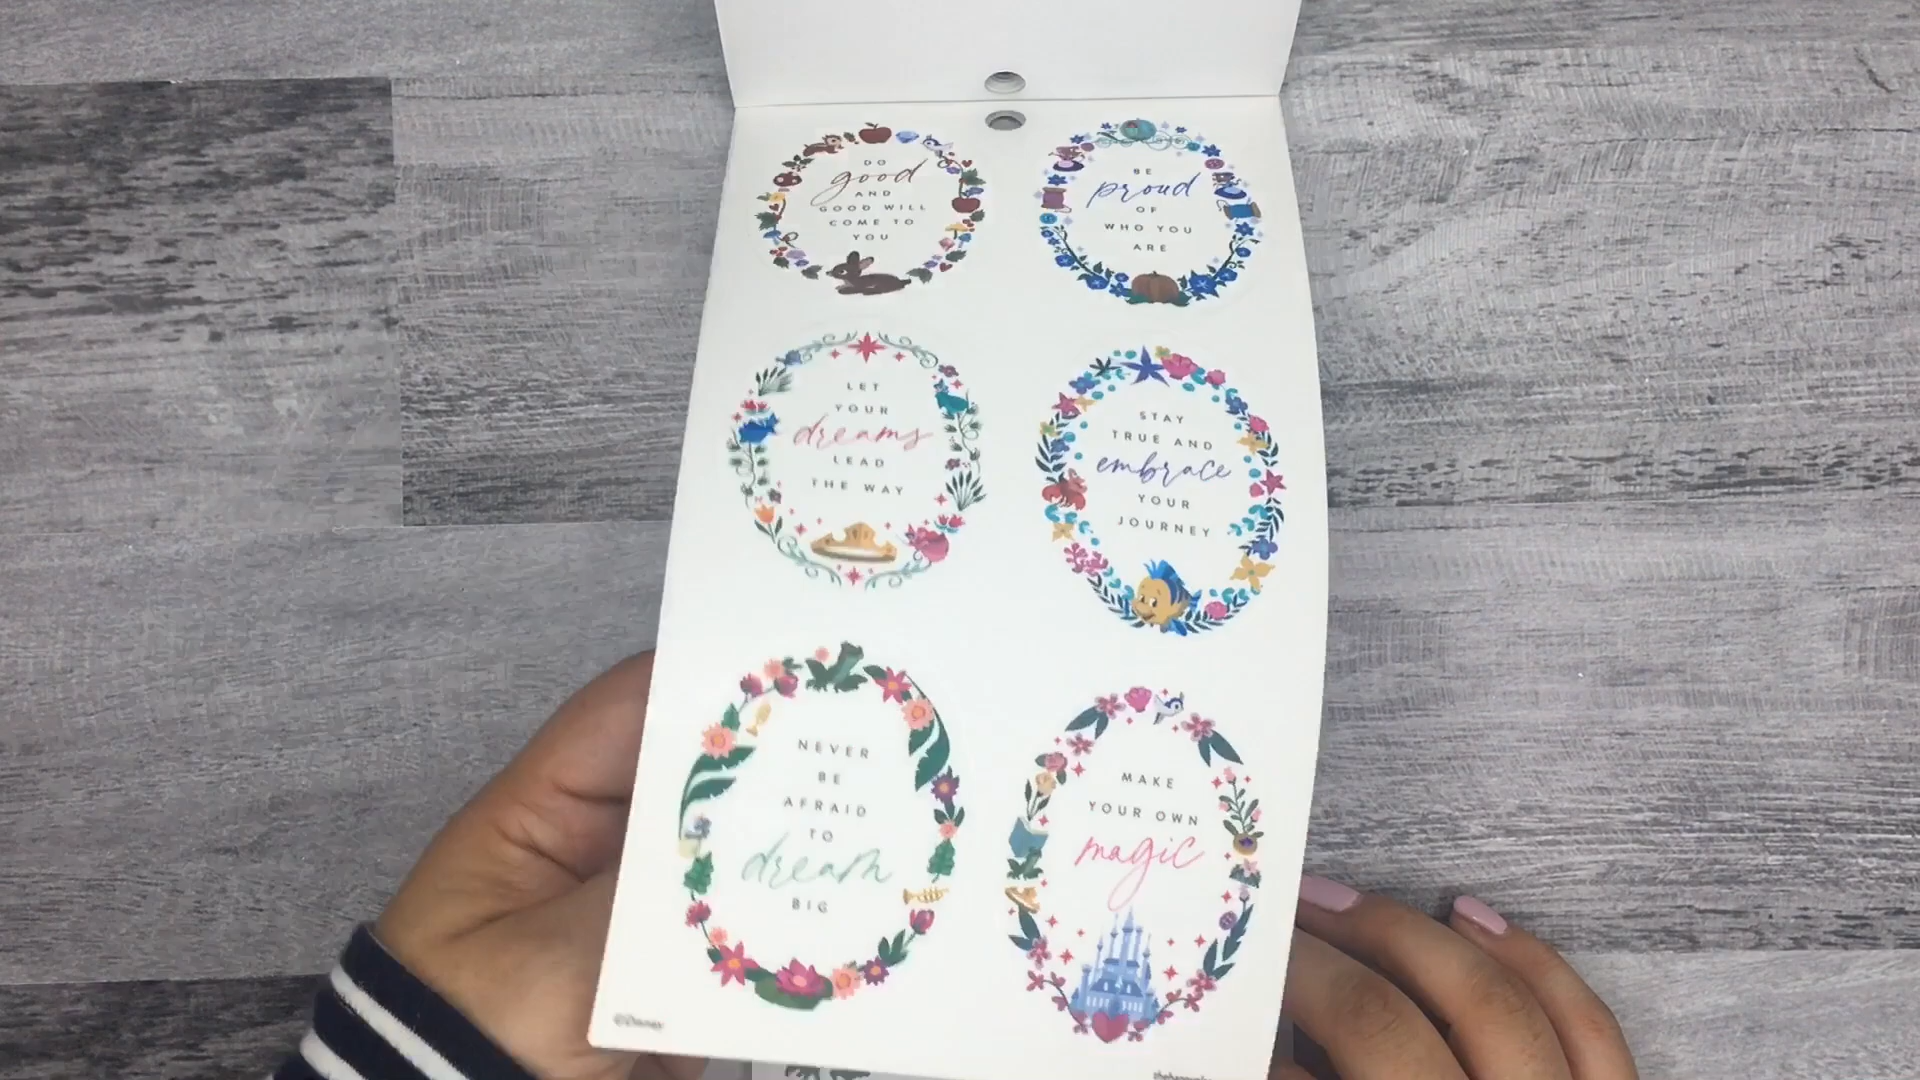 DO
good
AND
GOOD WILL
COME TO
YOU
BE
proud
OF
WHO YOU
ARE
LET
YOUR
dreams
LEAD
THE WAY
STAY
TRUE AND
embrace
YOUR
JOURNEY
NEVER
BE
AFRAID
TO
dream
BIG
MAKE
YOUR OWN
magic
©Disney